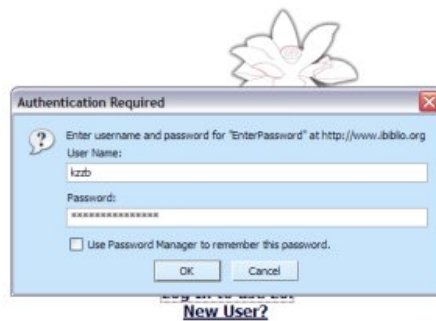 Authentication Required
Enter username and password for "EnterPassword" at http://www.ibiblio.org
User Name:
kzzb
Password:
***************
Use Password Manager to remember this password.
OK Cancel
New User?